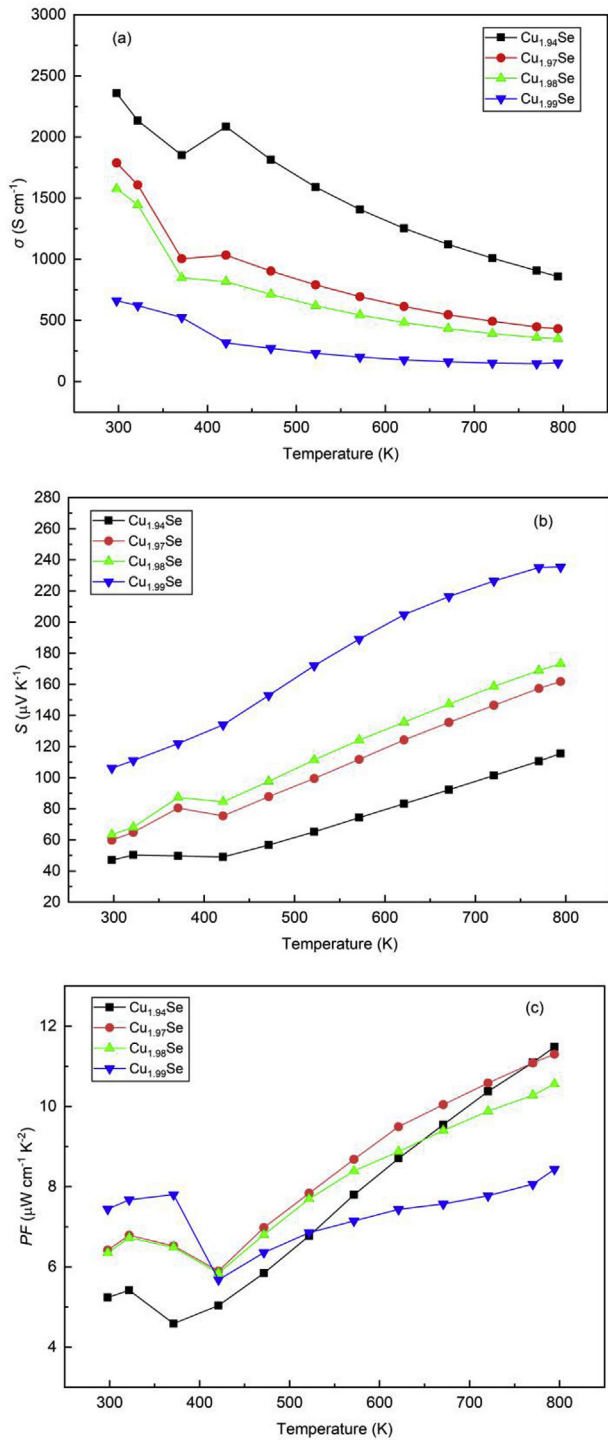 (a)
Cu1.94Se
Cu1.97Se
Cu1.98Se
Cu1.99Se
3000
2500
2000
1500
1000
500
0
σ (S cm-1)
300 400 500 600 700 800
Temperature (K)
(b)
Cu1.94Se
Cu1.97Se
Cu1.98Se
Cu1.99Se
280
260
240
220
200
180
160
140
120
100
80
60
40
20
S (μV K-1)
300 400 500 600 700 800
Temperature (K)
(c)
Cu1.94Se
Cu1.97Se
Cu1.98Se
Cu1.99Se
12
10
8
6
4
PF (μW cm-1 K-2)
300 400 500 600 700 800
Temperature (K)